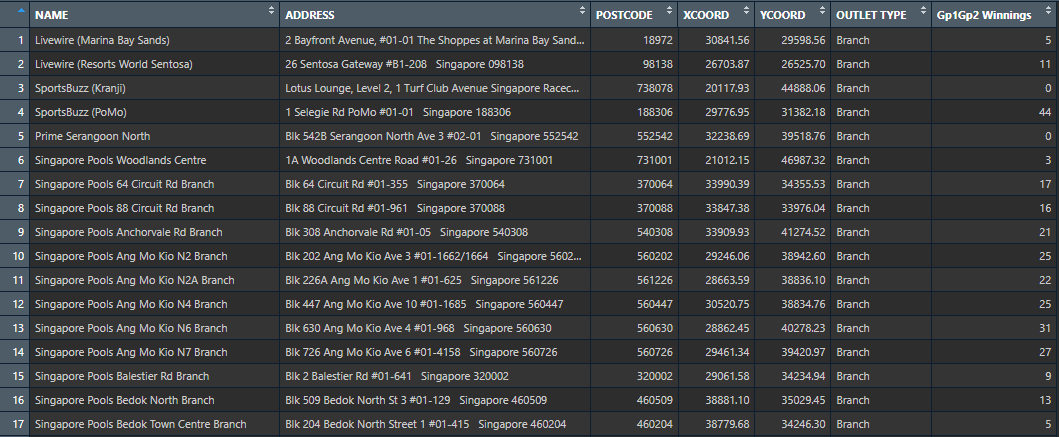 NAME ADDRESS POSTCODE XCOORD YCOORD OUTLET TYPE Gp1Gp2 Winnings
1 Livewire (Marina Bay Sands) 2 Bayfront Avenue, #01-01 The Shoppes at Marina Bay Sand... 18972 30841.56 29598.56 Branch 5
2 Livewire (Resorts World Sentosa) 26 Sentosa Gateway #B1-208 Singapore 098138 98138 26703.87 26525.70 Branch 11
3 SportsBuzz (Kranji) Lotus Lounge, Level 2, 1 Turf Club Avenue Singapore Racec... 738078 20117.93 44888.06 Branch 0
4 SportsBuzz (PoMo) 1 Selegie Rd PoMo #01-01 Singapore 188306 188306 29776.95 31382.18 Branch 44
5 Prime Serangoon North Blk 542B Serangoon North Ave 3 #02-01 Singapore 552542 552542 32238.69 39518.76 Branch 0
6 Singapore Pools Woodlands Centre 1A Woodlands Centre Road #01-26 Singapore 731001 731001 21012.15 46987.32 Branch 3
7 Singapore Pools 64 Circuit Rd Branch Blk 64 Circuit Rd #01-355 Singapore 370064 370064 33990.39 34355.53 Branch 17
8 Singapore Pools 88 Circuit Rd Branch Blk 88 Circuit Rd #01-961 Singapore 370088 370088 33847.38 33976.04 Branch 16
9 Singapore Pools Anchorvale Rd Branch Blk 308 Anchorvale Rd #01-05 Singapore 540308 540308 33909.93 41274.52 Branch 21
10 Singapore Pools Ang Mo Kio N2 Branch Blk 202 Ang Mo Kio Ave 3 #01-1662/1664 Singapore 5602... 560202 29246.06 38942.60 Branch 25
11 Singapore Pools Ang Mo Kio N2A Branch Blk 226A Ang Mo Kio Ave 1 #01-625 Singapore 561226 561226 28663.59 38836.10 Branch 22
12 Singapore Pools Ang Mo Kio N4 Branch Blk 447 Ang Mo Kio Ave 10 #01-1685 Singapore 560447 560447 30520.75 38834.76 Branch 25
13 Singapore Pools Ang Mo Kio N6 Branch Blk 630 Ang Mo Kio Ave 4 #01-968 Singapore 560630 560630 28862.45 40278.23 Branch 31
14 Singapore Pools Ang Mo Kio N7 Branch Blk 726 Ang Mo Kio Ave 6 #01-4158 Singapore 560726 560726 29461.34 39420.97 Branch 27
15 Singapore Pools Balestier Rd Branch Blk 2 Balestier Rd #01-641 Singapore 320002 320002 29061.58 34234.94 Branch 9
16 Singapore Pools Bedok North Branch Blk 509 Bedok North St 3 #01-129 Singapore 460509 460509 38881.10 35029.45 Branch 13
17 Singapore Pools Bedok Town Centre Branch Blk 204 Bedok North Street 1 #01-415 Singapore 460204 460204 38779.68 34246.30 Branch 5